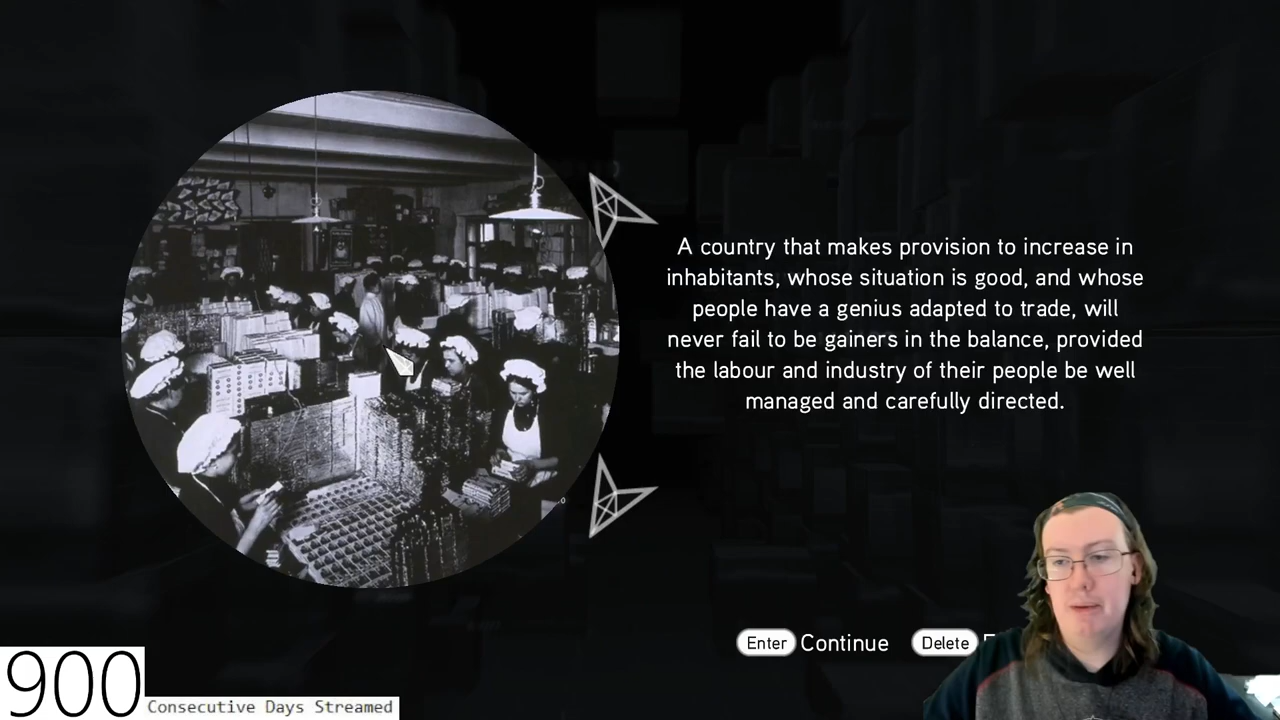 A country that makes provision to increase in
inhabitants, whose situation is good, and whose
people have a genius adapted to trade, will
never fail to be gainers in the balance, provided
the labour and industry of their people be well
managed and carefully directed.
Enter Continue Delete
900 Consecutive Days Streamed